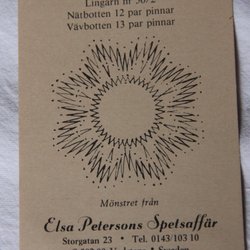 Lingarn nr 50/2
Nätbotten 12 par pinnar
Vävbotten 13 par pinnar
Mönstret från
Elsa Petersons Spetsaffär
Storgatan 23 • Tel. 0143/103 10
Sweden